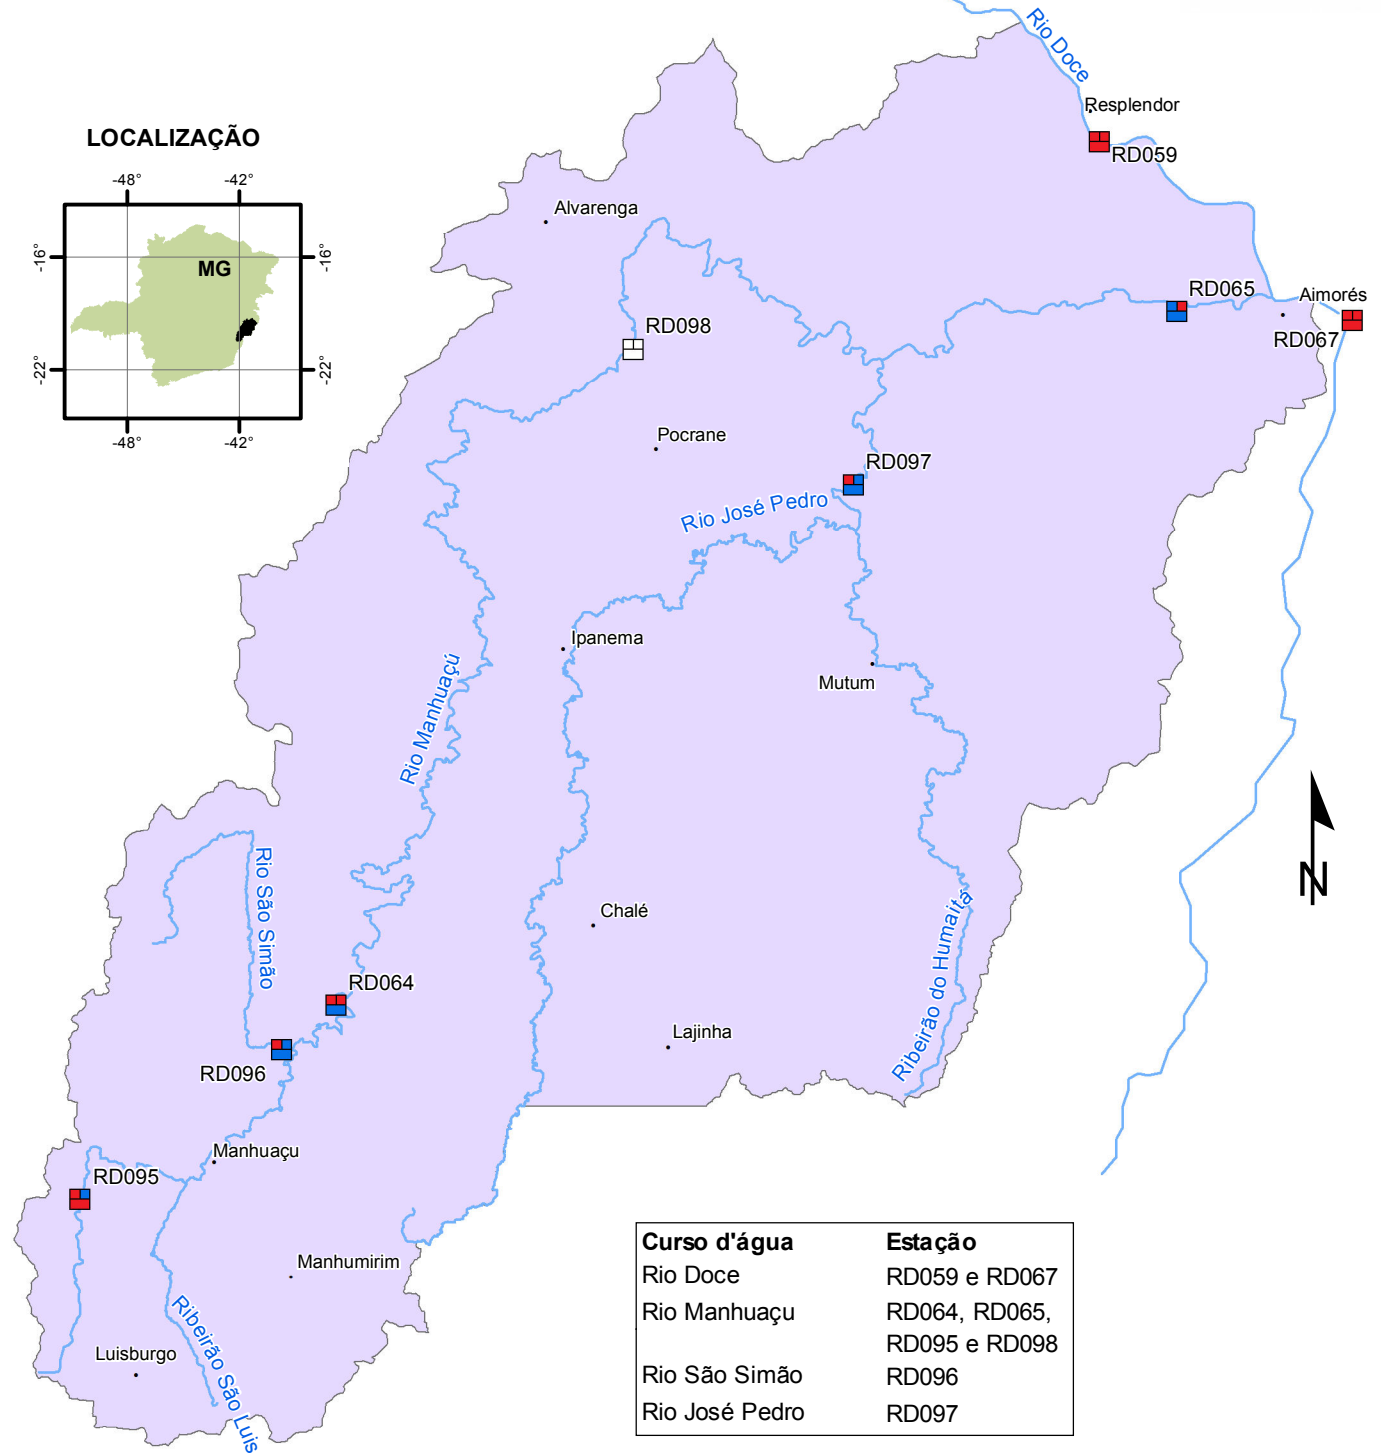 Rio Doce
Resplendor
RD059
LOCALIZAÇÃO
-48°
-42°
-16°
MG
-16°
-22°
-22°
-48°
-42°
Alvarenga
RD098
RD065
Aimorés
RD067
Pocrane
RD097
Rio José Pedro
Ipanema
Mutum
Rio Manhuaçú
Rio São Simão
Chalé
Ribeirão do Humaitá
N
RD064
Lajinha
RD096
Manhuaçu
RD095
Manhumirim
Ribeirão São Luis
Luisburgo
Curso d'água Estação
Rio Doce RD059 e RD067
Rio Manhuaçu RD064, RD065,
RD095 e RD098
Rio São Simão RD096
Rio José Pedro RD097